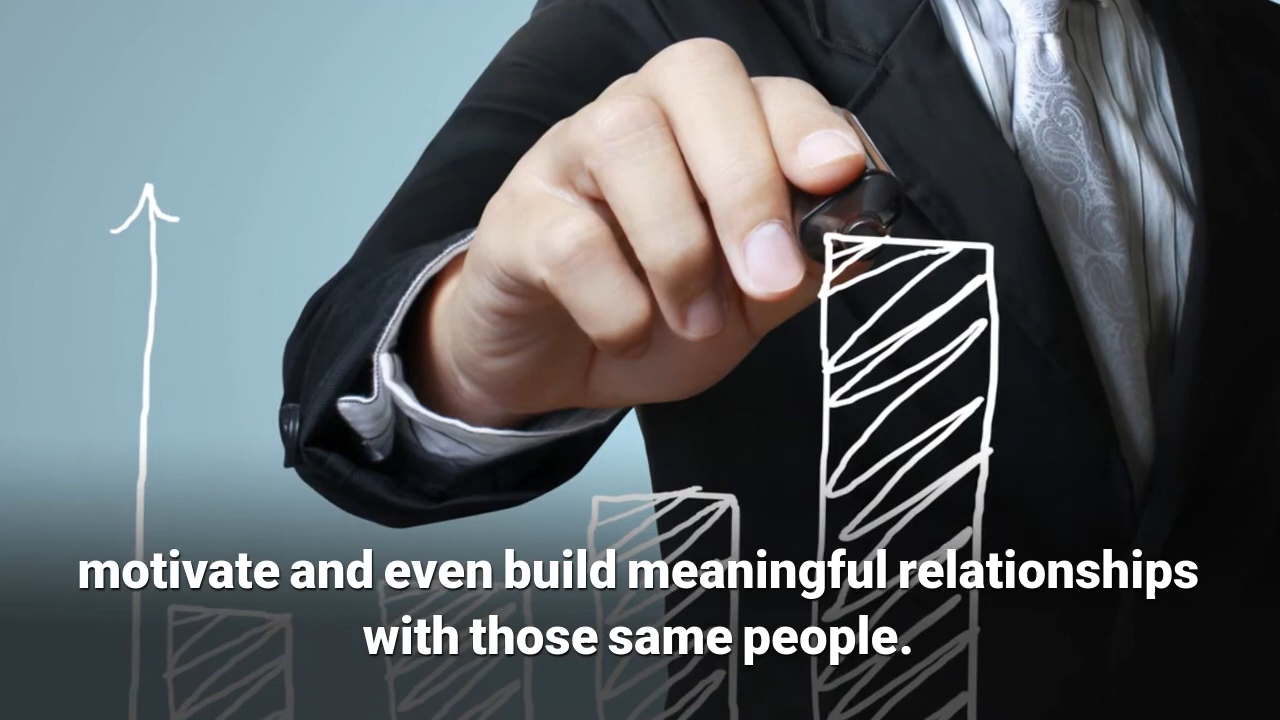 motivate and even build meaningful relationships
with those same people.